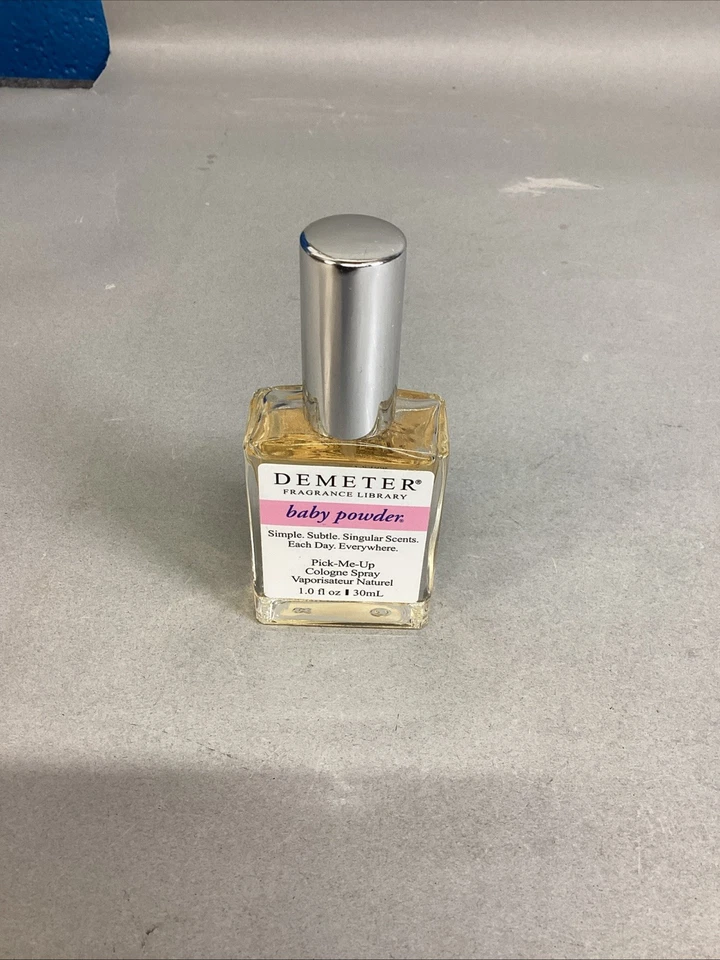 DEMETER®
FRAGRANCE LIBRARY
baby powder®
Simple. Subtle. Singular Scents.
Each Day. Everywhere.
Pick-Me-Up
Cologne Spray
Vaporisateur Naturel
1.0 fl oz ▮ 30mL